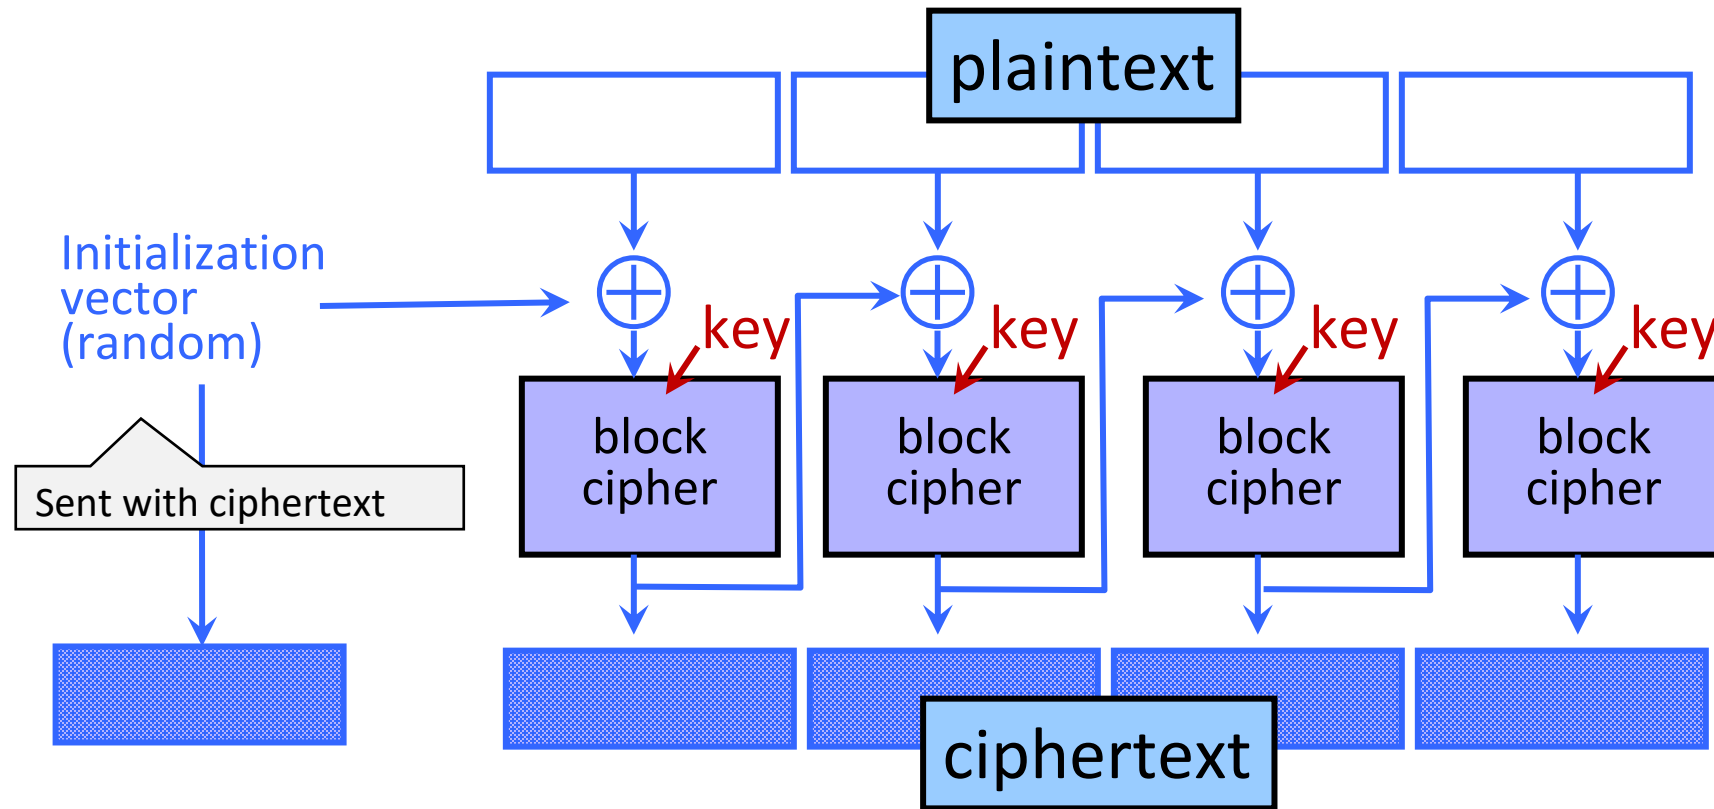 plaintext
Initialization
vector
(random)
key
key
key
key
block
cipher
block
cipher
block
cipher
block
cipher
Sent with ciphertext
ciphertext